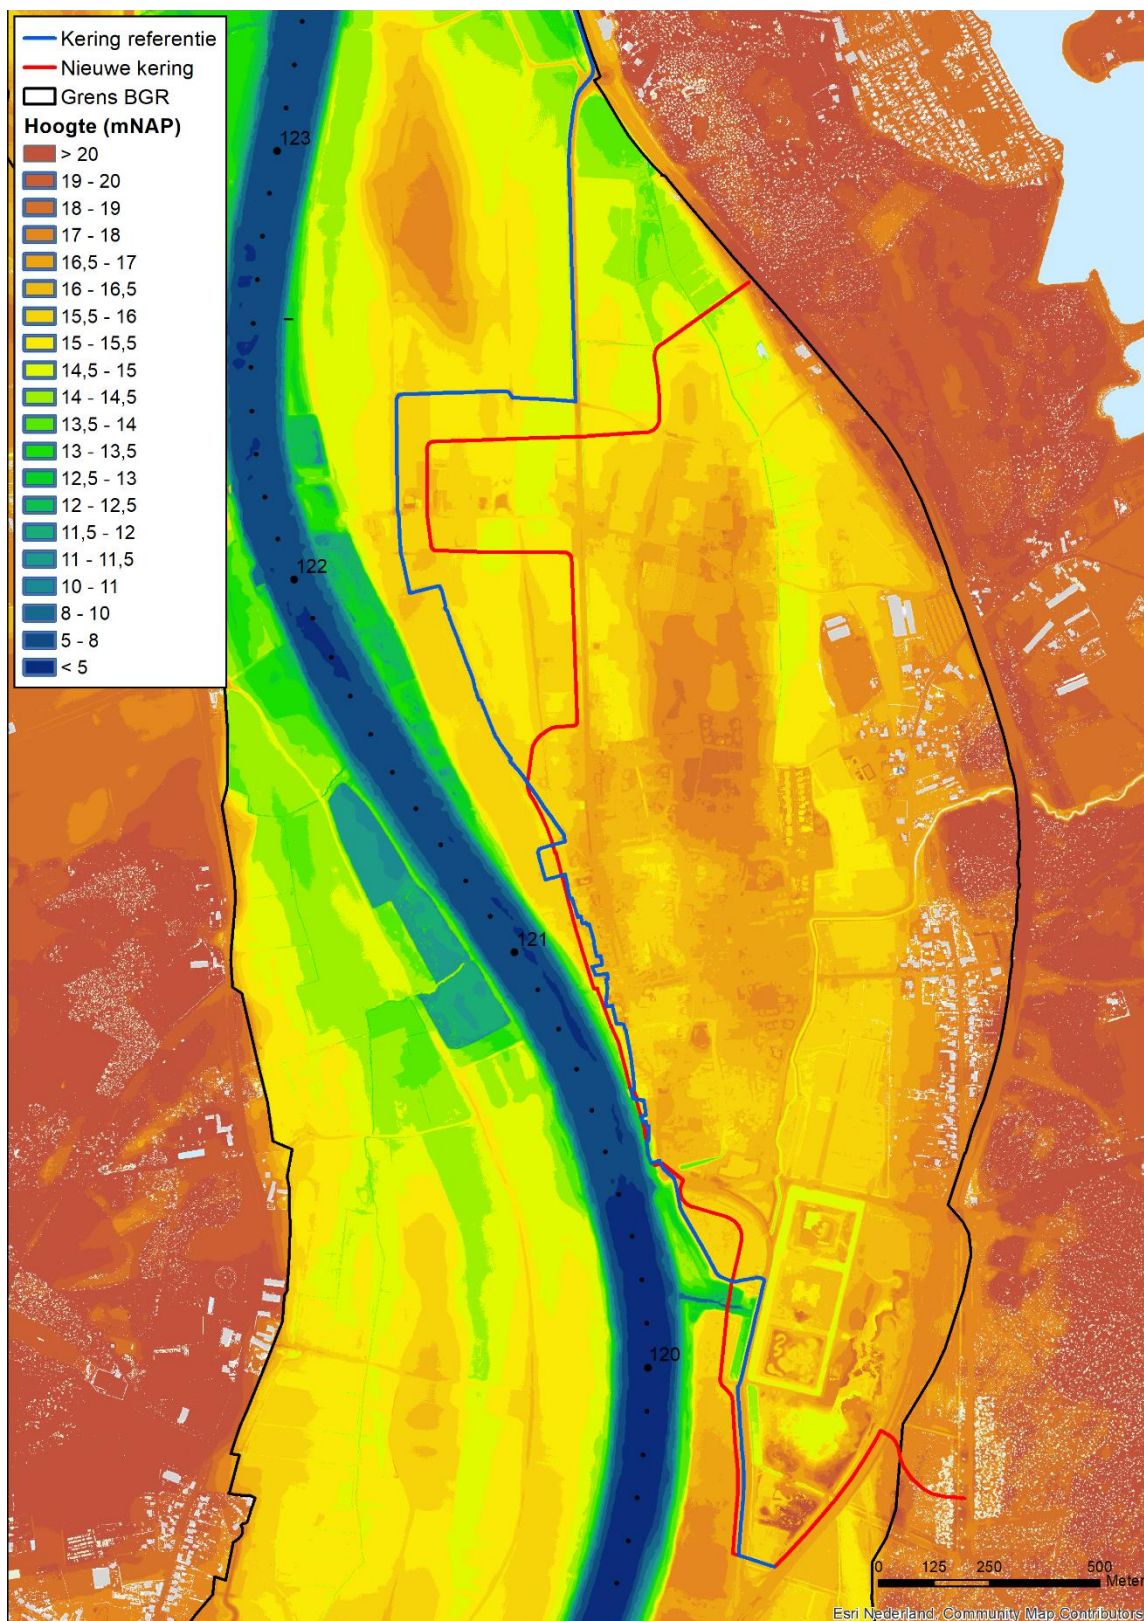 Kering referentie
Nieuwe kering
Grens BGR
Hoogte (mNAP)
> 20
19 - 20
18 - 19
17 - 18
16,5 - 17
16 - 16,5
15,5 - 16
15 - 15,5
14,5 - 15
14 - 14,5
13,5 - 14
13 - 13,5
12,5 - 13
12 - 12,5
11,5 - 12
11 - 11,5
10 - 11
8 - 10
5 - 8
< 5
123
122
121
120
0 125 250 500
Meter
Esri Nederland, Community Map Contributors